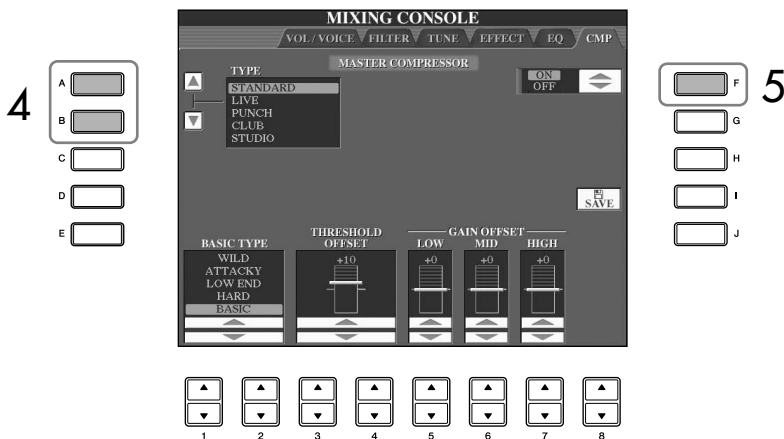 MIXING CONSOLE
VOL / VOICE FILTER TUNE EFFECT EQ CMP
MASTER COMPRESSOR
TYPE
STANDARD
LIVE
PUNCH
CLUB
STUDIO
ON
OFF
SAVE
BASIC TYPE
WILD
ATTACKY
LOW END
HARD
BASIC
THRESHOLD
OFFSET
+10
GAIN OFFSET
LOW MID HIGH
+0 +0 +0
4
A
B
C
D
E
5
F
G
H
I
J
1 2 3 4 5 6 7 8